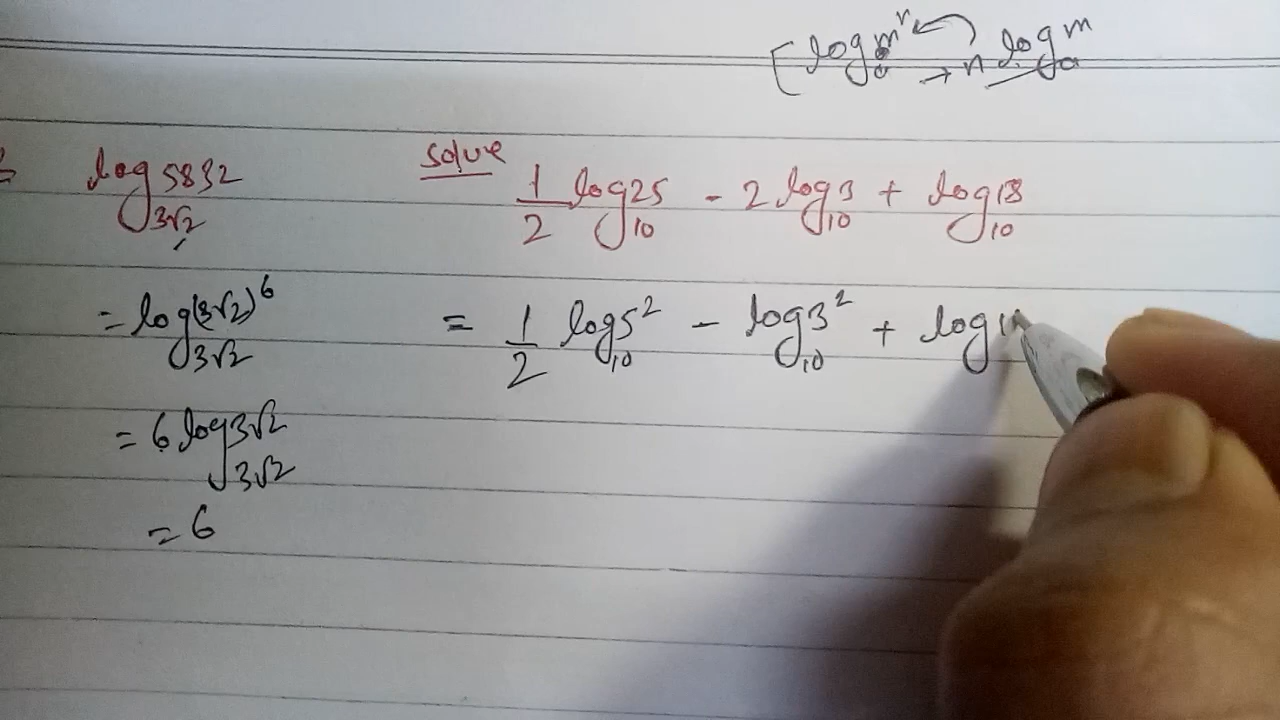 [ log_a m^n → n log_a m
log_{3√2} 5832
= log_{3√2} (3√2)^6
= 6 log_{3√2} 3√2
= 6
Solve
1/2 log_10 25 - 2 log_10 3 + log_10 18
= 1/2 log_10 5^2 - log_10 3^2 + log 1